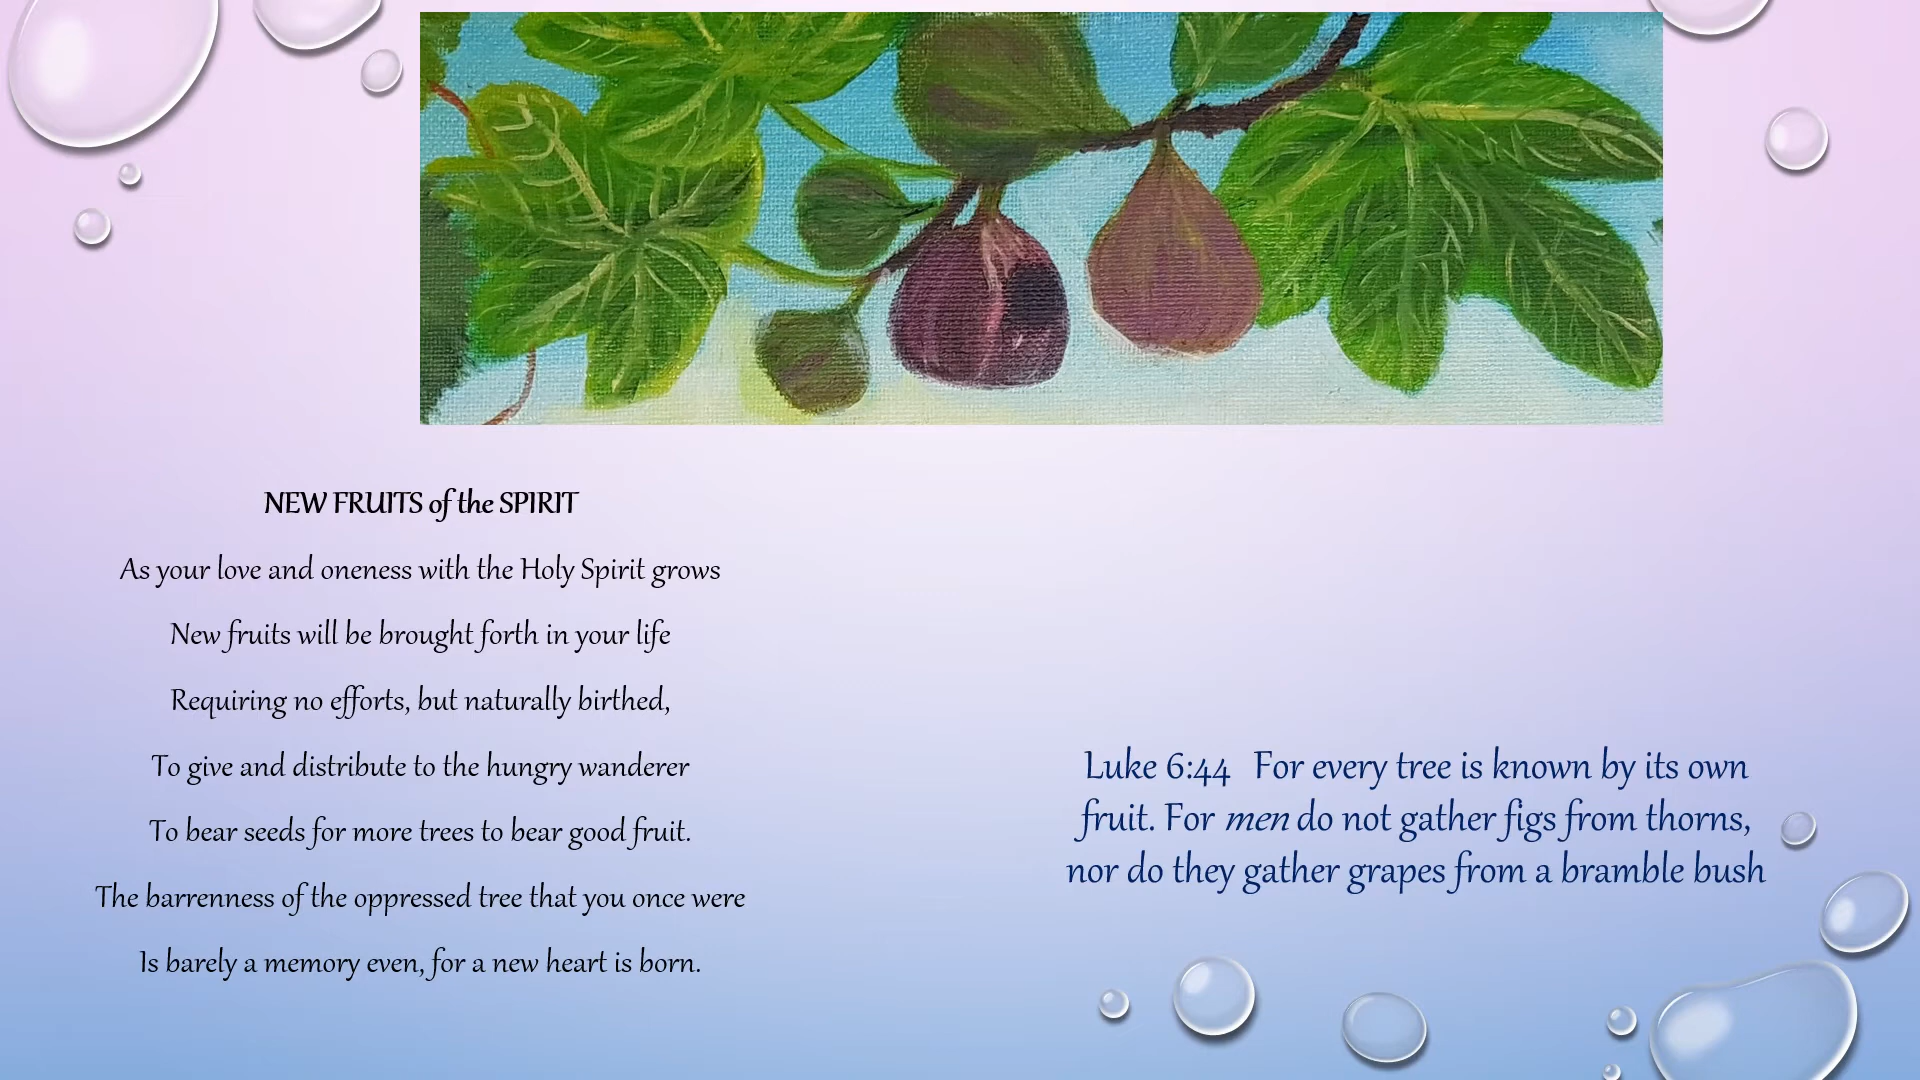 NEW FRUITS of the SPIRIT
As your love and oneness with the Holy Spirit grows
New fruits will be brought forth in your life
Requiring no efforts, but naturally birthed,
To give and distribute to the hungry wanderer
To bear seeds for more trees to bear good fruit.
The barrenness of the oppressed tree that you once were
Is barely a memory even, for a new heart is born.
Luke 6:44 For every tree is known by its own
fruit. For men do not gather figs from thorns,
nor do they gather grapes from a bramble bush